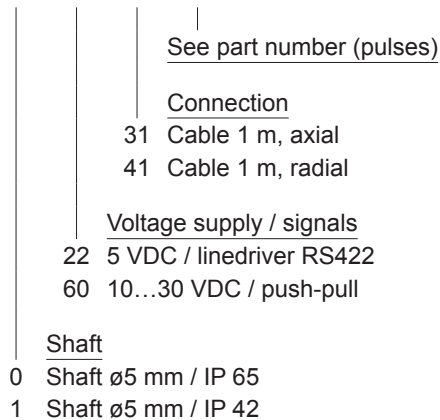 See part number (pulses)
Connection
31 Cable 1 m, axial
41 Cable 1 m, radial
Voltage supply / signals
22 5 VDC / linedriver RS422
60 10…30 VDC / push-pull
Shaft
0 Shaft ø5 mm / IP 65
1 Shaft ø5 mm / IP 42